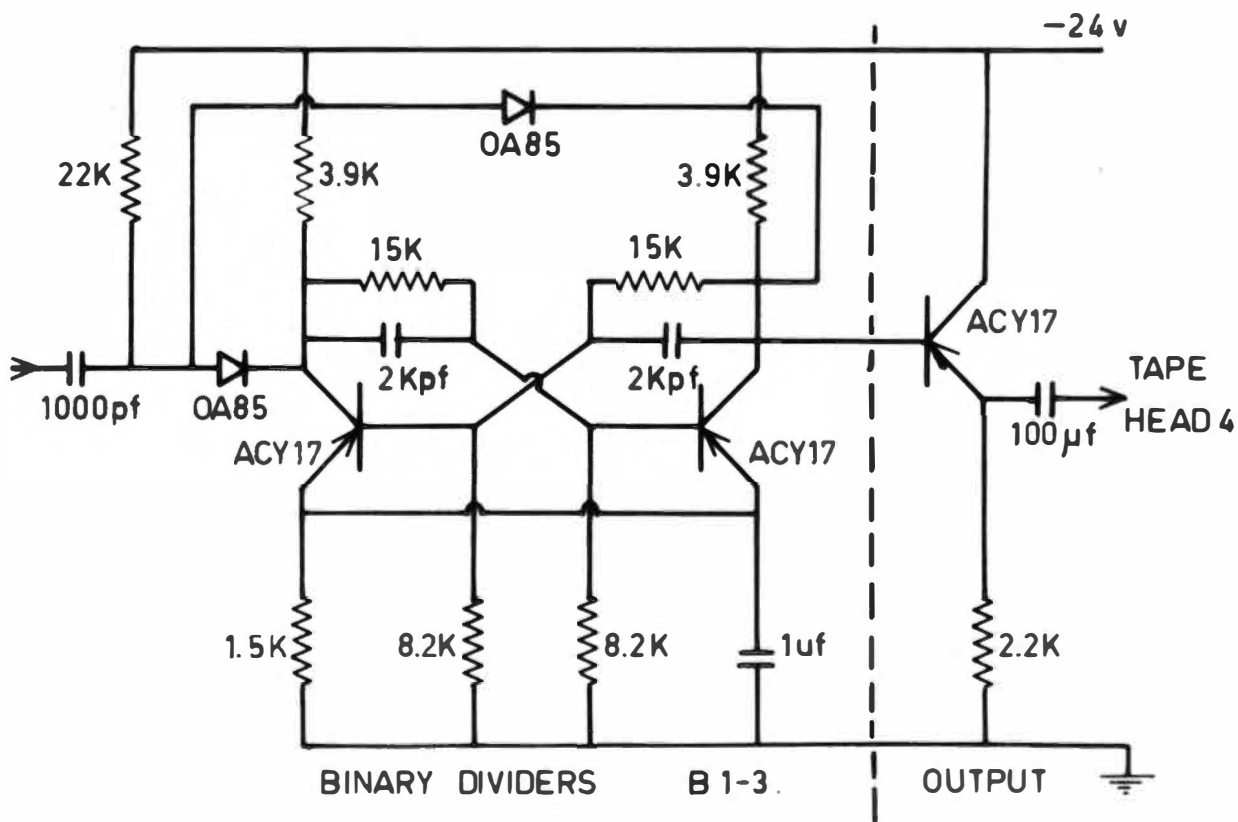 -24v
OA85
22K
3.9K
3.9K
15K
15K
ACY17
2Kpf
2Kpf
1000pf
OA85
TAPE
HEAD 4
100µf
ACY17
ACY17
1.5K
8.2K
8.2K
1uf
2.2K
BINARY DIVIDERS B 1-3.
OUTPUT